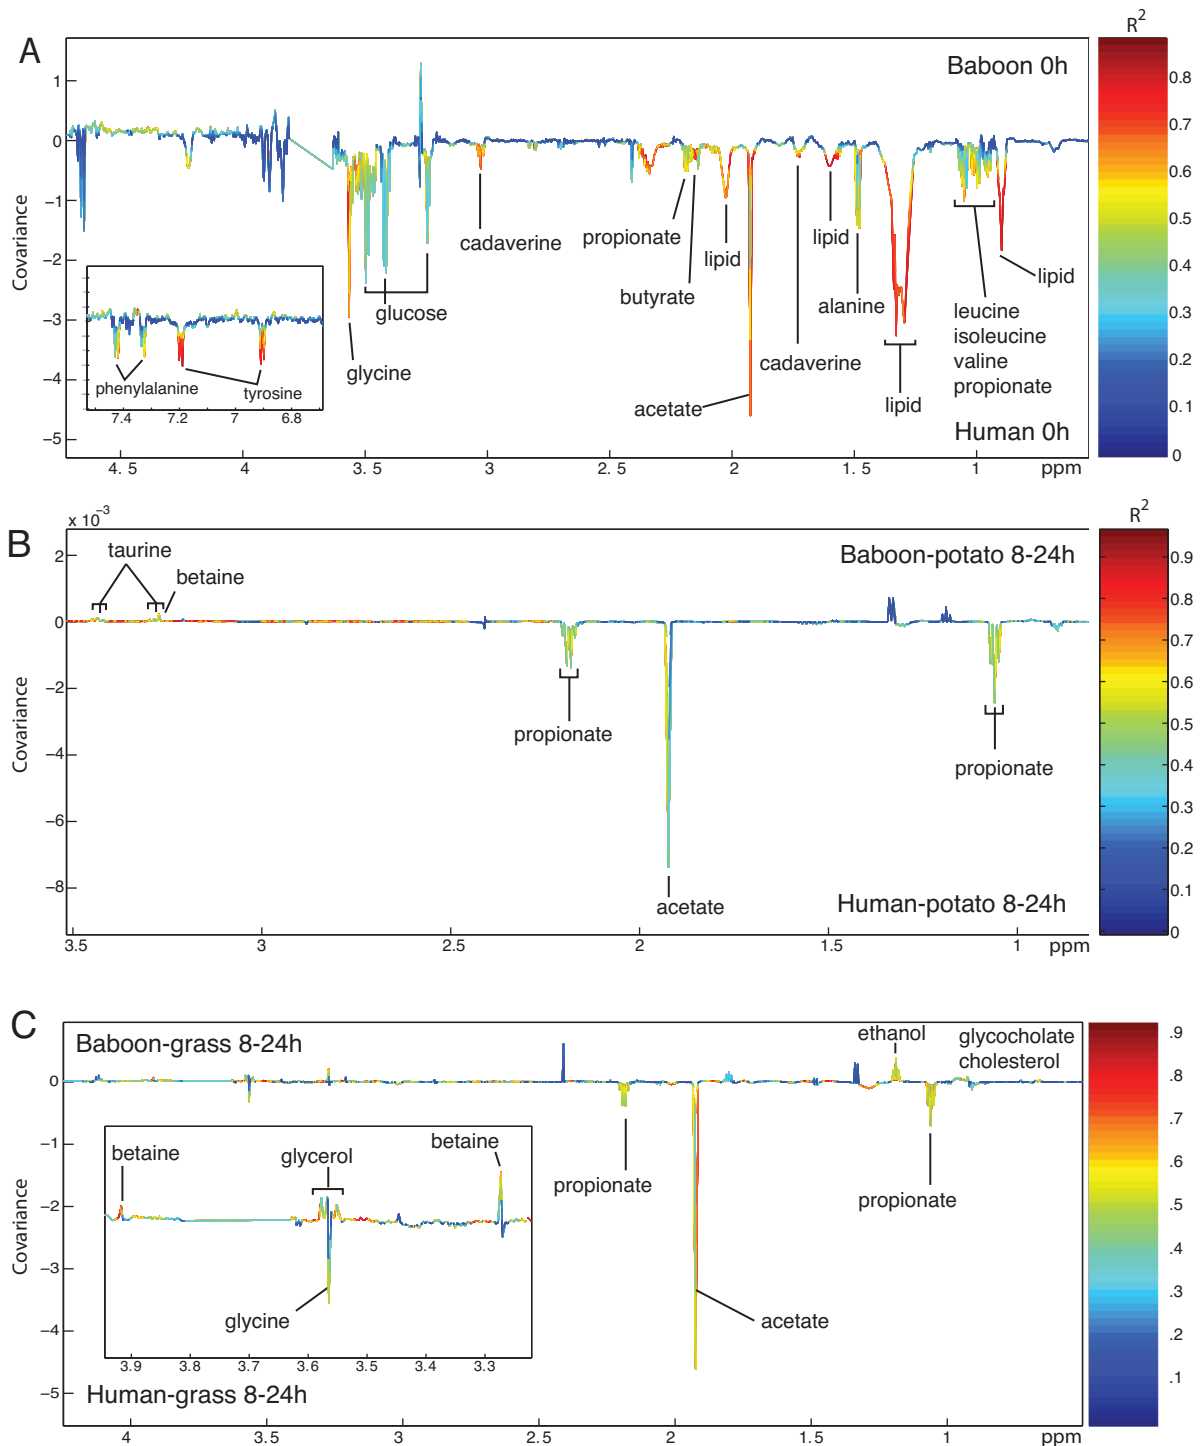 A
R2
Baboon 0h
1
0
−1
−2
−3
−4
−5
Covariance
cadaverine
propionate
lipid
lipid
butyrate
alanine
lipid
glucose
leucine
isoleucine
valine
propionate
glycine
cadaverine
acetate
lipid
phenylalanine
tyrosine
7.4
7.2
7
6.8
Human 0h
4. 5
4
3. 5
3
2. 5
2
1. 5
1
ppm
0.8
0.7
0.6
0.5
0.4
0.3
0.2
0.1
0
B
x 10−3
R2
taurine
betaine
Baboon-potato 8-24h
2
0
−2
−4
−6
−8
Covariance
propionate
propionate
acetate
Human-potato 8-24h
3.5
3
2.5
2
1.5
1
ppm
0.9
0.8
0.7
0.6
0.5
0.4
0.3
0.2
0.1
0
C
Baboon-grass 8-24h
ethanol
glycocholate
cholesterol
0
−1
−2
−3
−4
−5
Covariance
betaine
glycerol
betaine
propionate
propionate
glycine
acetate
3.9
3.8
3.7
3.6
3.5
3.4
3.3
Human-grass 8-24h
4
3.5
3
2.5
2
1.5
1
ppm
.9
.8
.7
.6
.5
.4
.3
.2
.1